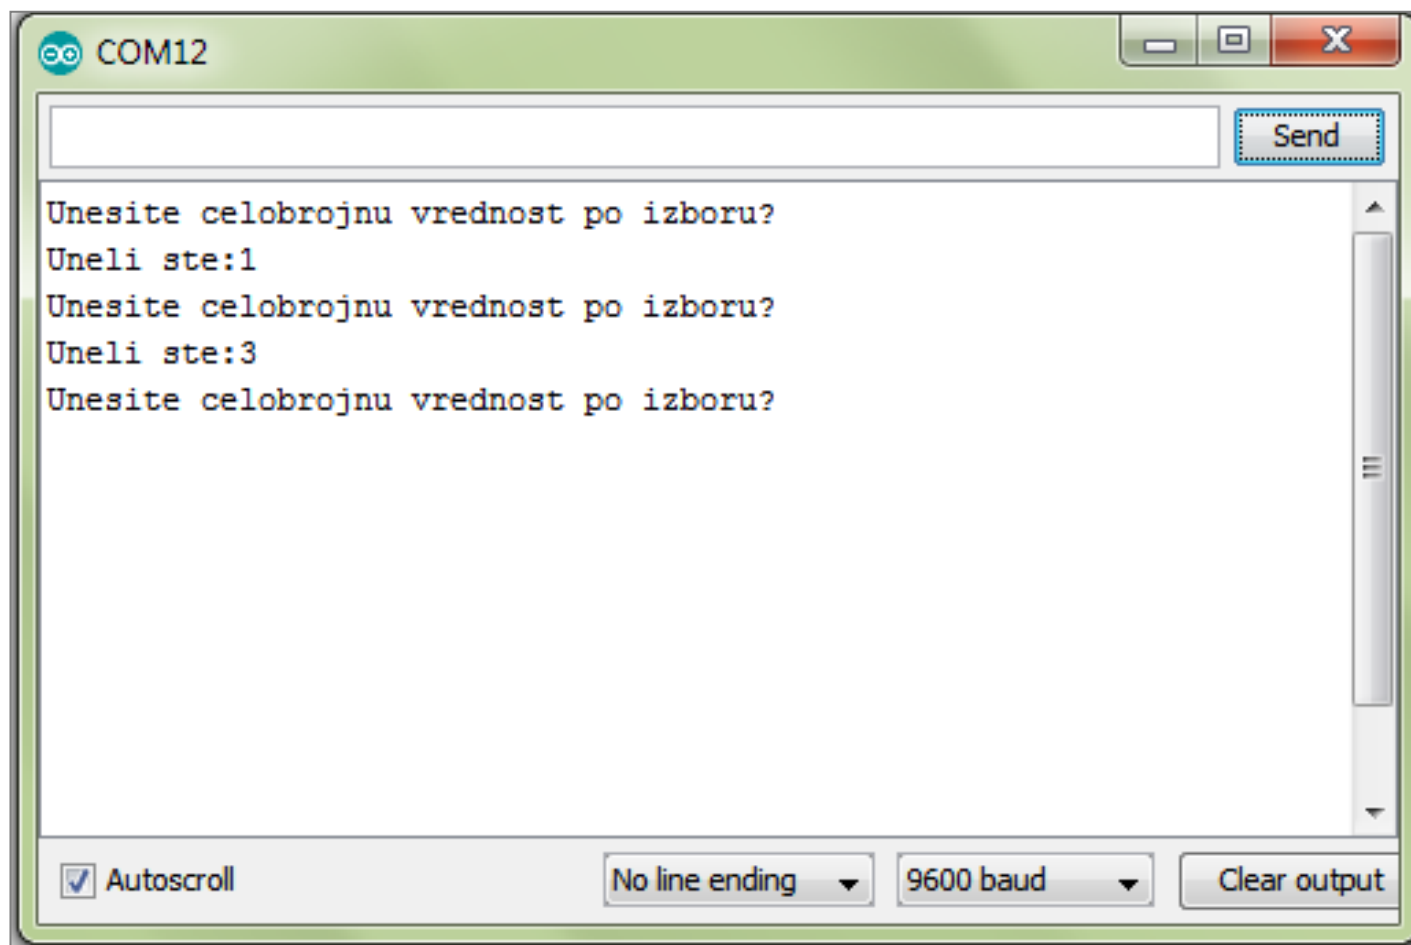 COM12
Send
Unesite celobrojnu vrednost po izboru?
Uneli ste:1
Unesite celobrojnu vrednost po izboru?
Uneli ste:3
Unesite celobrojnu vrednost po izboru?
Autoscroll
No line ending
9600 baud
Clear output